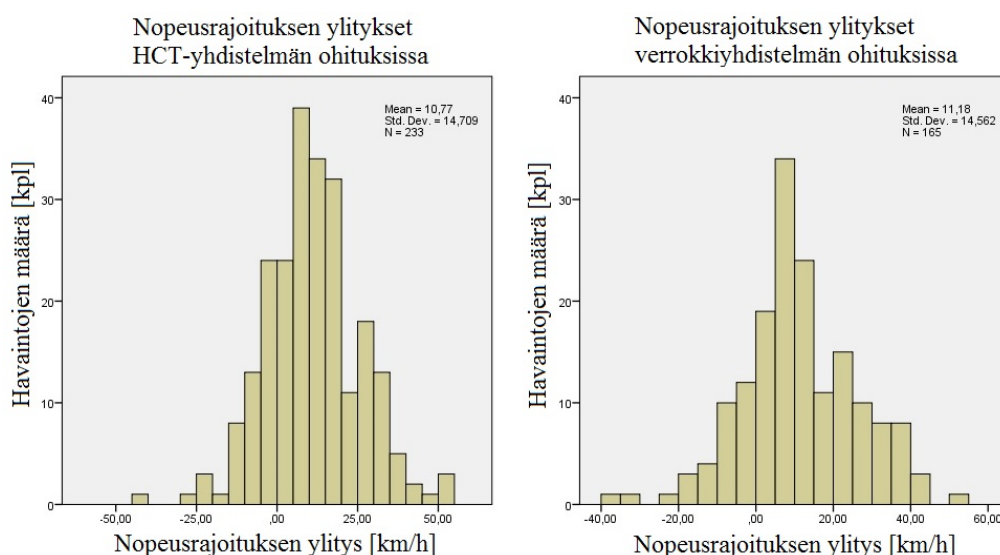 Nopeusrajoituksen ylitykset
HCT-yhdistelmän ohituksissa
Mean = 10,77
Std. Dev. = 14,709
N = 233
Havaintojen määrä [kpl]
40
30
20
10
0
-50,00
-25,00
,00
25,00
50,00
Nopeusrajoituksen ylitys [km/h]
Nopeusrajoituksen ylitykset
verrokkiyhdistelmän ohituksissa
Mean = 11,18
Std. Dev. = 14,562
N = 165
Havaintojen määrä [kpl]
40
30
20
10
0
-40,00
-20,00
,00
20,00
40,00
60,00
Nopeusrajoituksen ylitys [km/h]